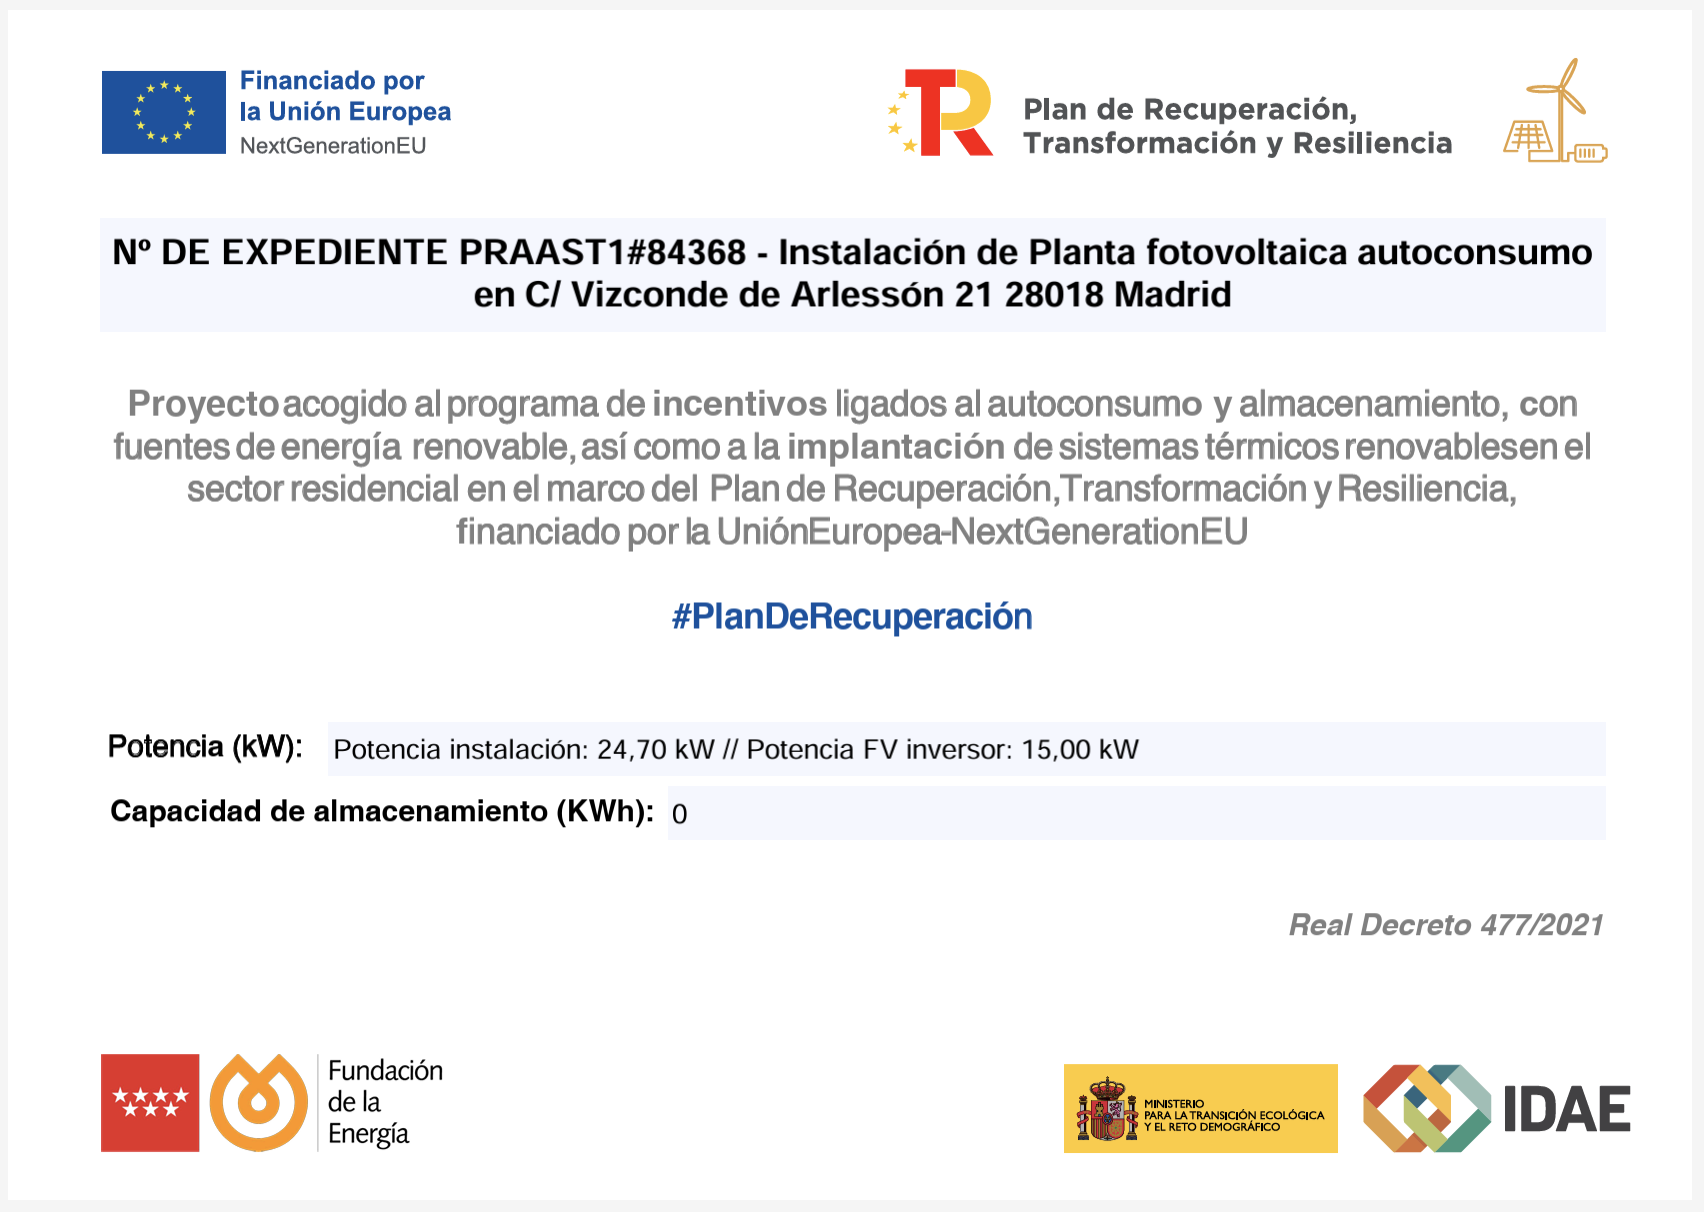 Financiado por
la Unión Europea
NextGenerationEU
Plan de Recuperación,
Transformación y Resiliencia
Nº DE EXPEDIENTE PRAAST1#84368 - Instalación de Planta fotovoltaica autoconsumo
en C/ Vizconde de Arlessón 21 28018 Madrid
Proyecto acogido al programa de incentivos ligados al autoconsumo y almacenamiento, con
fuentes de energía renovable, así como a la implantación de sistemas térmicos renovablesen el
sector residencial en el marco del Plan de Recuperación,Transformación y Resiliencia,
financiado por la UniónEuropea-NextGenerationEU
#PlanDeRecuperación
Potencia (kW): Potencia instalación: 24,70 kW // Potencia FV inversor: 15,00 kW
Capacidad de almacenamiento (KWh): 0
Real Decreto 477/2021
Fundación
de la
Energía
MINISTERIO
PARA LA TRANSICIÓN ECOLÓGICA
Y EL RETO DEMOGRÁFICO
IDAE